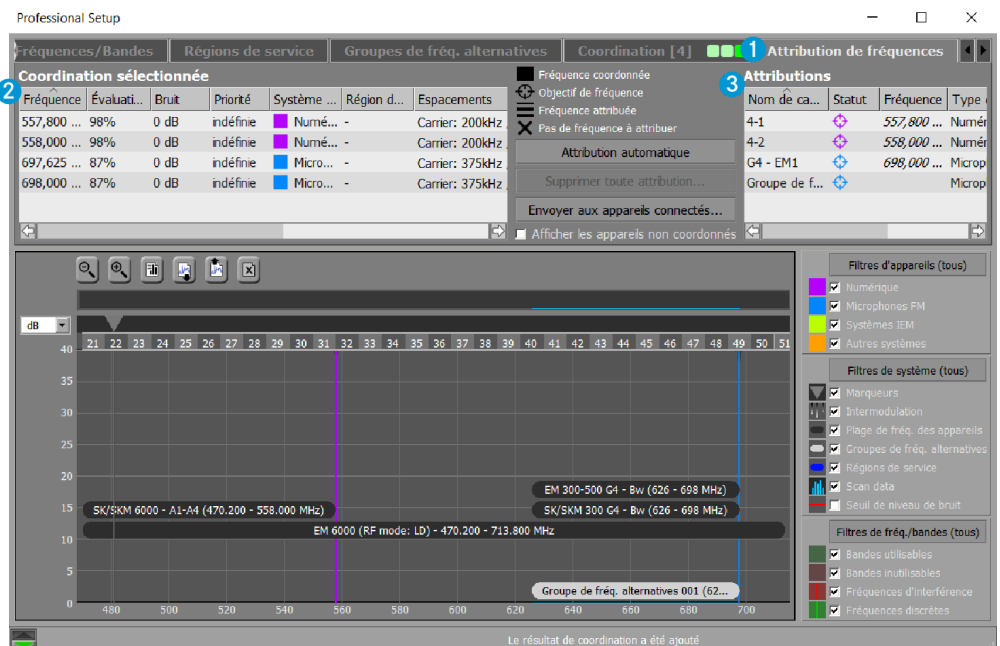 Professional Setup
Fréquences/Bandes
Régions de service
Groupes de fréq. alternatives
Coordination [4]
1
Attribution de fréquences
Coordination sélectionnée
2
Fréquence Évaluati... Bruit Priorité Système ... Région d... Espacements
557,800 ... 98% 0 dB indéfinie Numé... - Carrier: 200kHz
558,000 ... 98% 0 dB indéfinie Numé... - Carrier: 200kHz
697,625 ... 87% 0 dB indéfinie Micro... - Carrier: 375kHz
698,000 ... 87% 0 dB indéfinie Micro... - Carrier: 375kHz
Fréquence coordonnée
Objectif de fréquence
Fréquence attribuée
Pas de fréquence à attribuer
Attribution automatique
Supprimer toute attribution...
Envoyer aux appareils connectés...
Afficher les appareils non coordonnés
3
Attributions
Nom de ca... Statut Fréquence Type
4-1 557,800 ... Numér
4-2 558,000 ... Numér
G4 - EM1 698,000 ... Microp
Groupe de f... Microp
dB
21 22 23 24 25 26 27 28 29 30 31 32 33 34 35 36 37 38 39 40 41 42 43 44 45 46 47 48 49 50 51
40
35
30
25
20
EM 300-500 G4 - Bw (626 - 698 MHz)
15
SK/SKM 6000 - A1-A4 (470.200 - 558.000 MHz)
SK/SKM 300 G4 - Bw (626 - 698 MHz)
EM 6000 (RF mode: LD) - 470.200 - 713.800 MHz
10
5
Groupe de fréq. alternatives 001 (62...
0
480 500 520 540 560 580 600 620 640 660 680 700
Filtres d'appareils (tous)
Numérique
Microphones FM
Systèmes IEM
Autres systèmes
Filtres de système (tous)
Marqueurs
Intermodulation
Plage de fréq. des appareils
Groupes de fréq. alternatives
Régions de service
Scan data
Seuil de niveau de bruit
Filtres de fréq./bandes (tous)
Bandes utilisables
Bandes inutilisables
Fréquences d'interférence
Fréquences discrètes
Le résultat de coordination a été ajouté